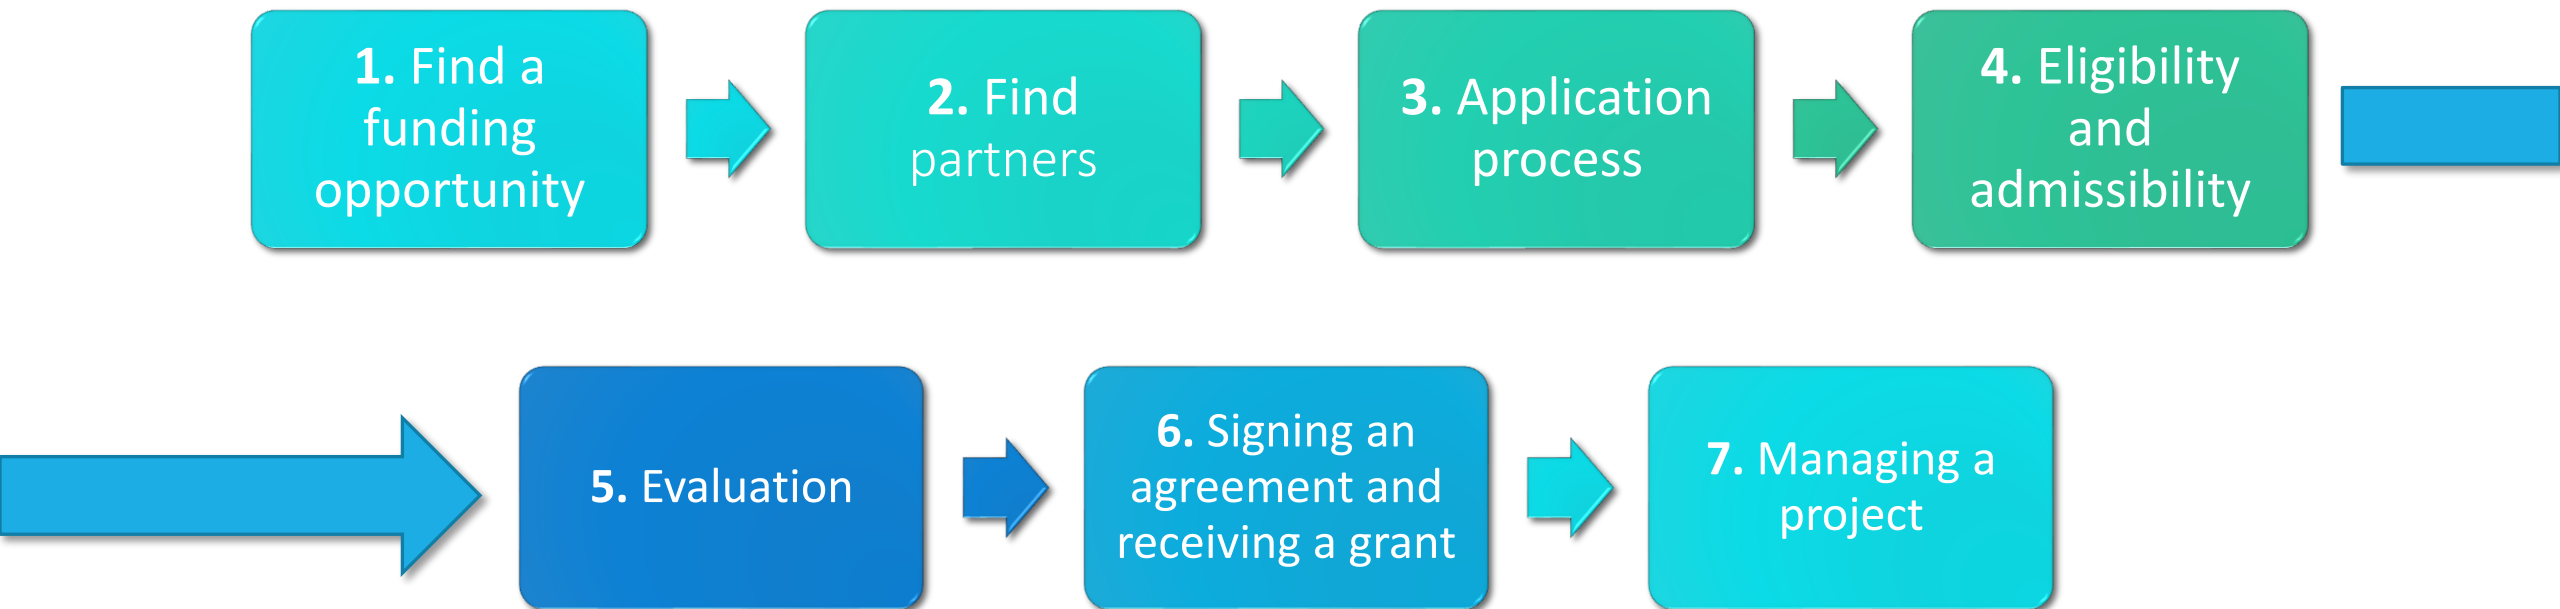 1. Find a
funding
opportunity
2. Find
partners
3. Application
process
4. Eligibility
and
admissibility
5. Evaluation
6. Signing an
agreement and
receiving a grant
7. Managing a
project